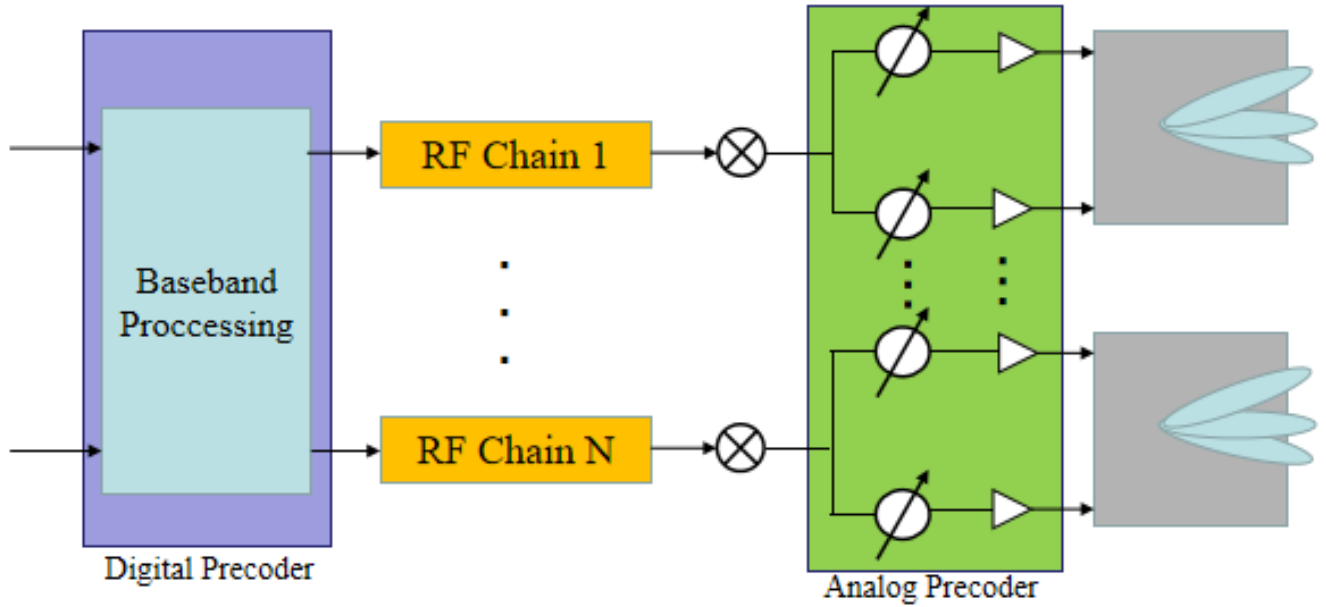 RF Chain 1
Baseband
Proccessing
RF Chain N
Digital Precoder
Analog Precoder